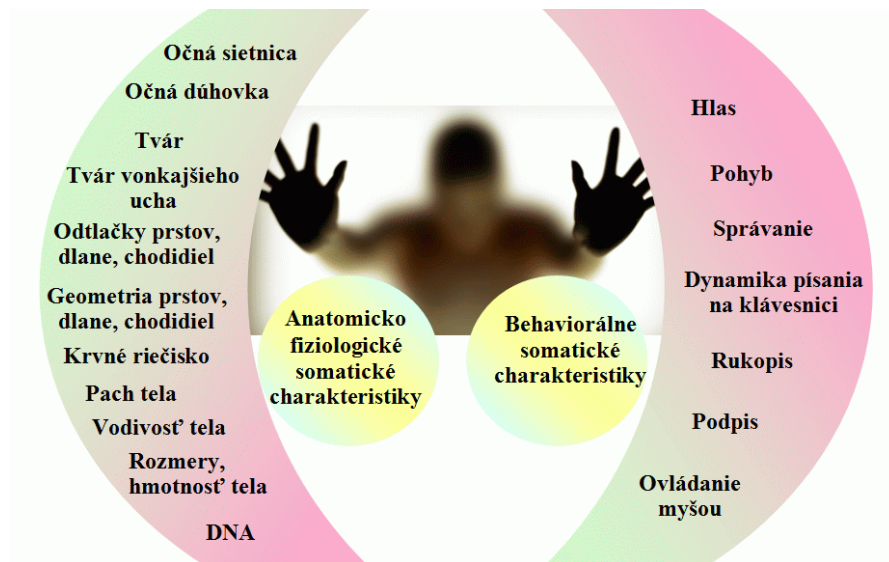 Očná sietnica
Očná dúhovka
Tvár
Tvár vonkajšieho
ucha
Odtlačky prstov,
dlane, chodidiel
Geometria prstov,
dlane, chodidiel
Krvné riečisko
Pach tela
Vodivosť tela
Rozmery,
hmotnosť tela
DNA
Anatomicko
fiziologické
somatické
charakteristiky
Behaviorálne
somatické
charakteristiky
Hlas
Pohyb
Správanie
Dynamika písania
na klávesnici
Rukopis
Podpis
Ovládanie
myšou